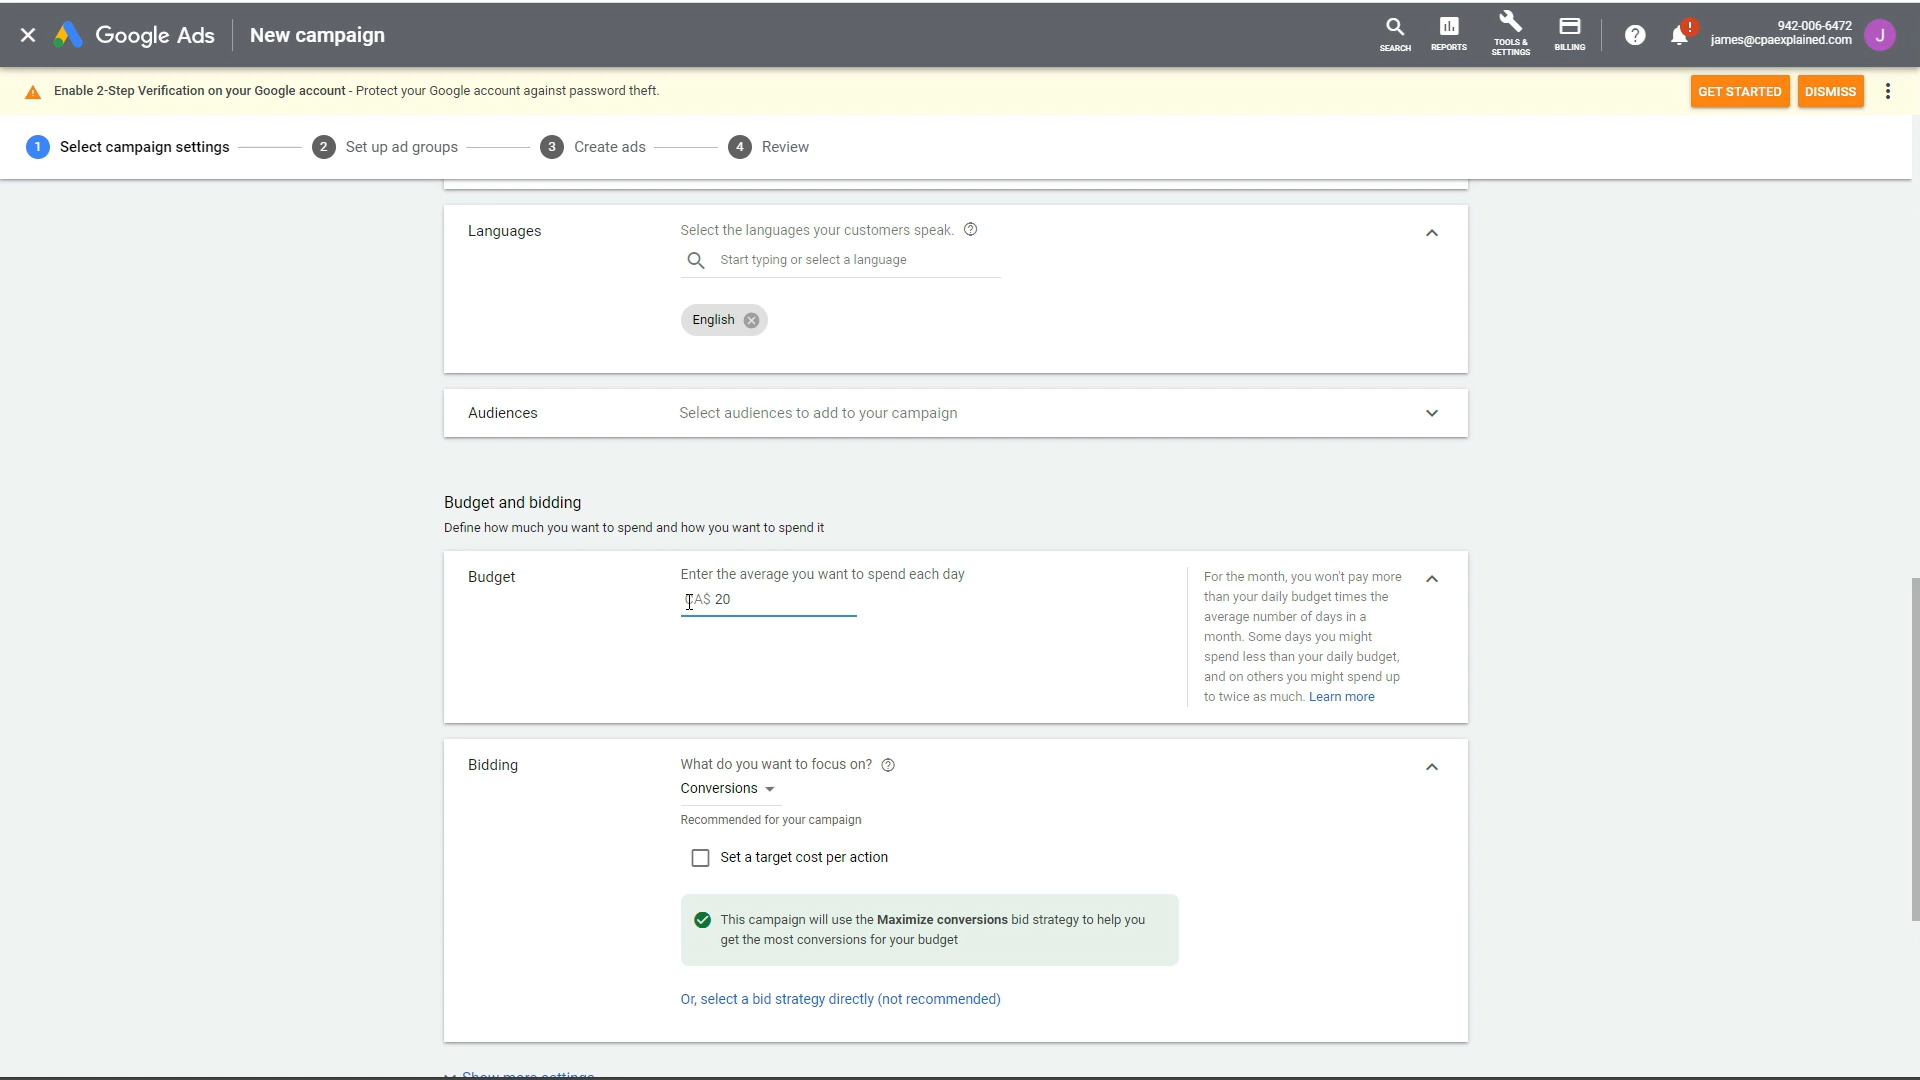 Google Ads New campaign
SEARCH
REPORTS
TOOLS &
SETTINGS
BILLING
942-006-6472
james@cpaexplained.com
J
Enable 2-Step Verification on your Google account - Protect your Google account against password theft.
GET STARTED
DISMISS
1 Select campaign settings
2 Set up ad groups
3 Create ads
4 Review
Languages
Select the languages your customers speak.
Start typing or select a language
English
Audiences
Select audiences to add to your campaign
Budget and bidding
Define how much you want to spend and how you want to spend it
Budget
Enter the average you want to spend each day
CA$ 20
For the month, you won't pay more
than your daily budget times the
average number of days in a
month. Some days you might
spend less than your daily budget,
and on others you might spend up
to twice as much. Learn more
Bidding
What do you want to focus on?
Conversions
Recommended for your campaign
Set a target cost per action
This campaign will use the Maximize conversions bid strategy to help you
get the most conversions for your budget
Or, select a bid strategy directly (not recommended)
Show more settings